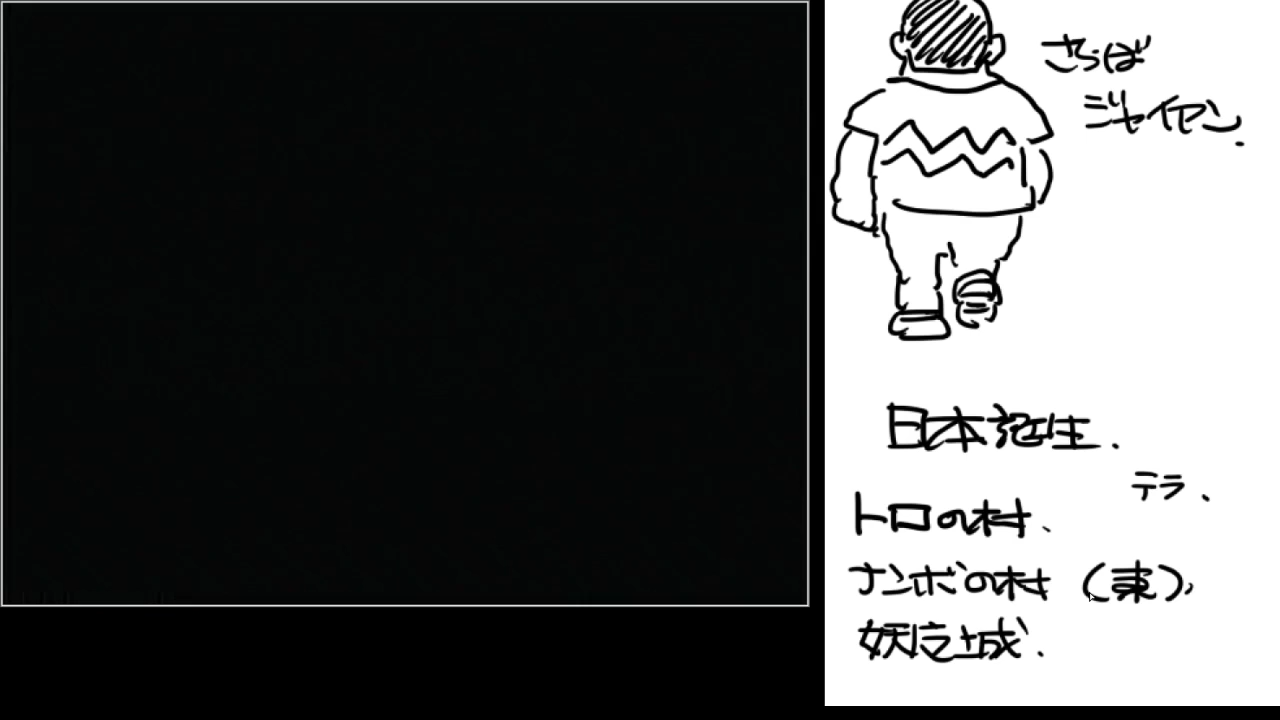 さらば
ジャイアン.
日本誕生.
テラ.
トロの村.
ナンボの村(東),
妖之城.